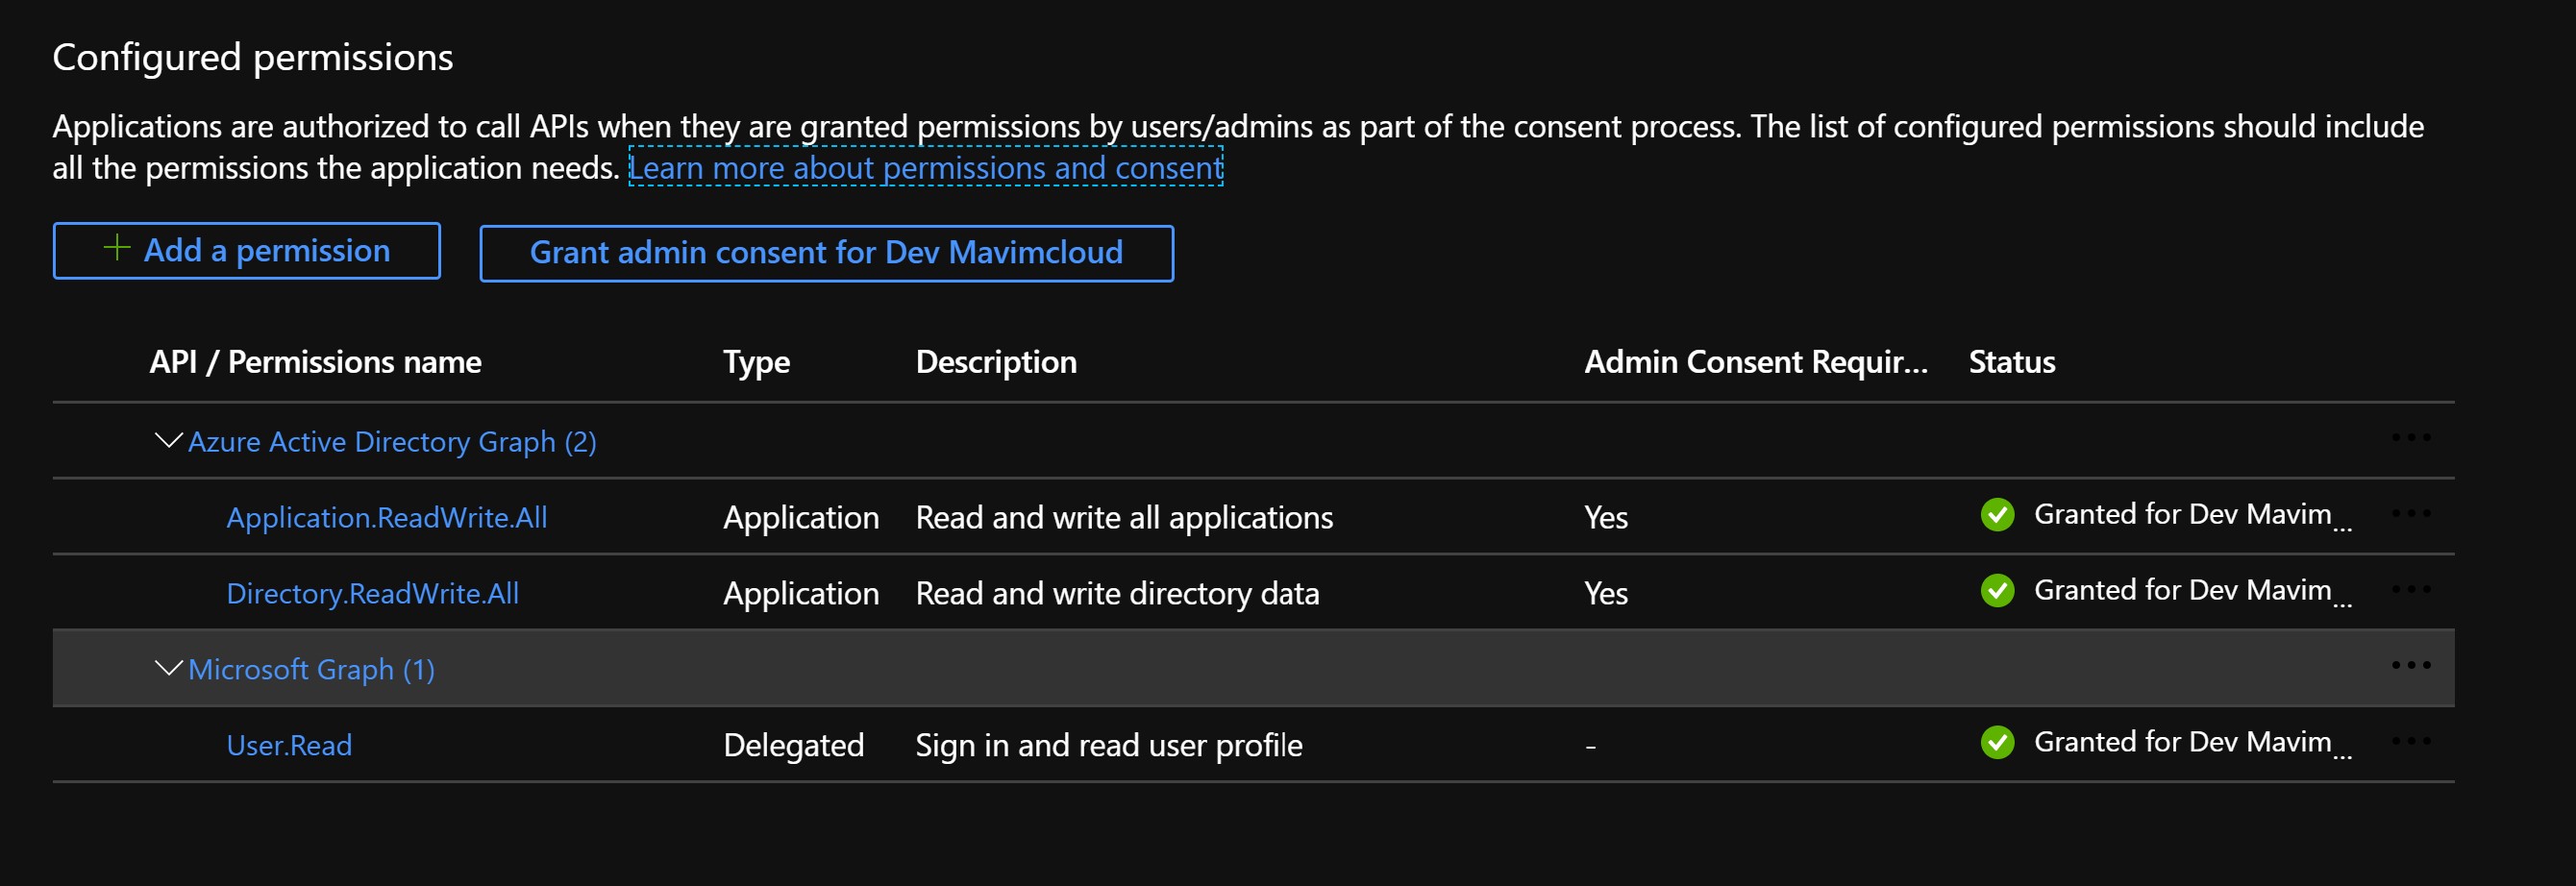 Configured permissions
Applications are authorized to call APIs when they are granted permissions by users/admins as part of the consent process. The list of configured permissions should include
all the permissions the application needs. Learn more about permissions and consent
Add a permission
Grant admin consent for Dev Mavimcloud
API / Permissions name Type Description Admin Consent Requir... Status
Azure Active Directory Graph (2)
Application.ReadWrite.All Application Read and write all applications Yes Granted for Dev Mavim...
Directory.ReadWrite.All Application Read and write directory data Yes Granted for Dev Mavim...
Microsoft Graph (1)
User.Read Delegated Sign in and read user profile - Granted for Dev Mavim...